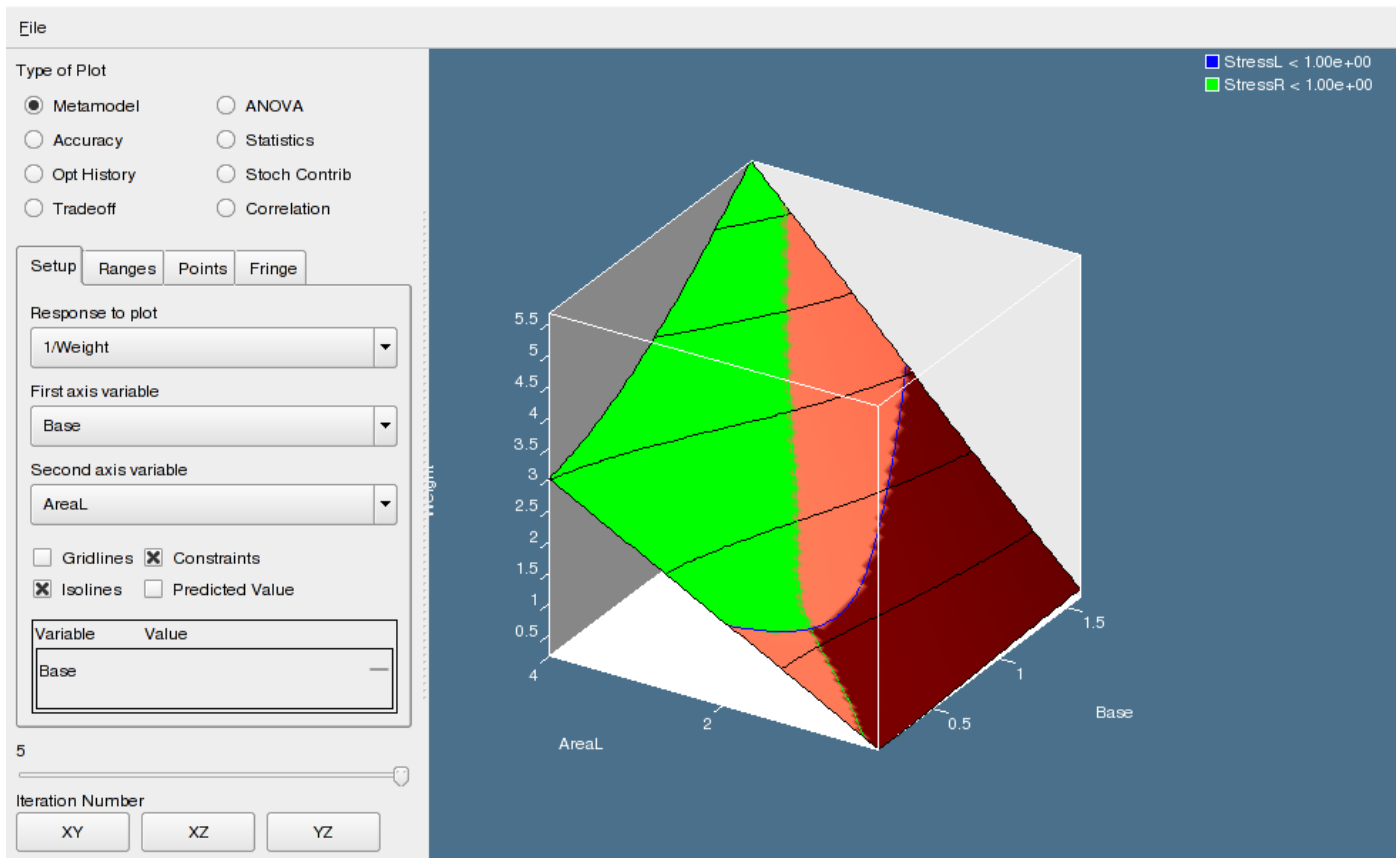 File
Type of Plot
Metamodel ANOVA
Accuracy Statistics
Opt History Stoch Contrib
Tradeoff Correlation
Setup Ranges Points Fringe
Response to plot
1/Weight
First axis variable
Base
Second axis variable
AreaL
Gridlines Constraints
Isolines Predicted Value
Variable Value
Base
5
Iteration Number
XY XZ YZ
StressL < 1.00e+00
StressR < 1.00e+00
5.5
5
4.5
4
3.5
3
2.5
2
1.5
1
0.5
4
2
AreaL
0.5
1
1.5
Base